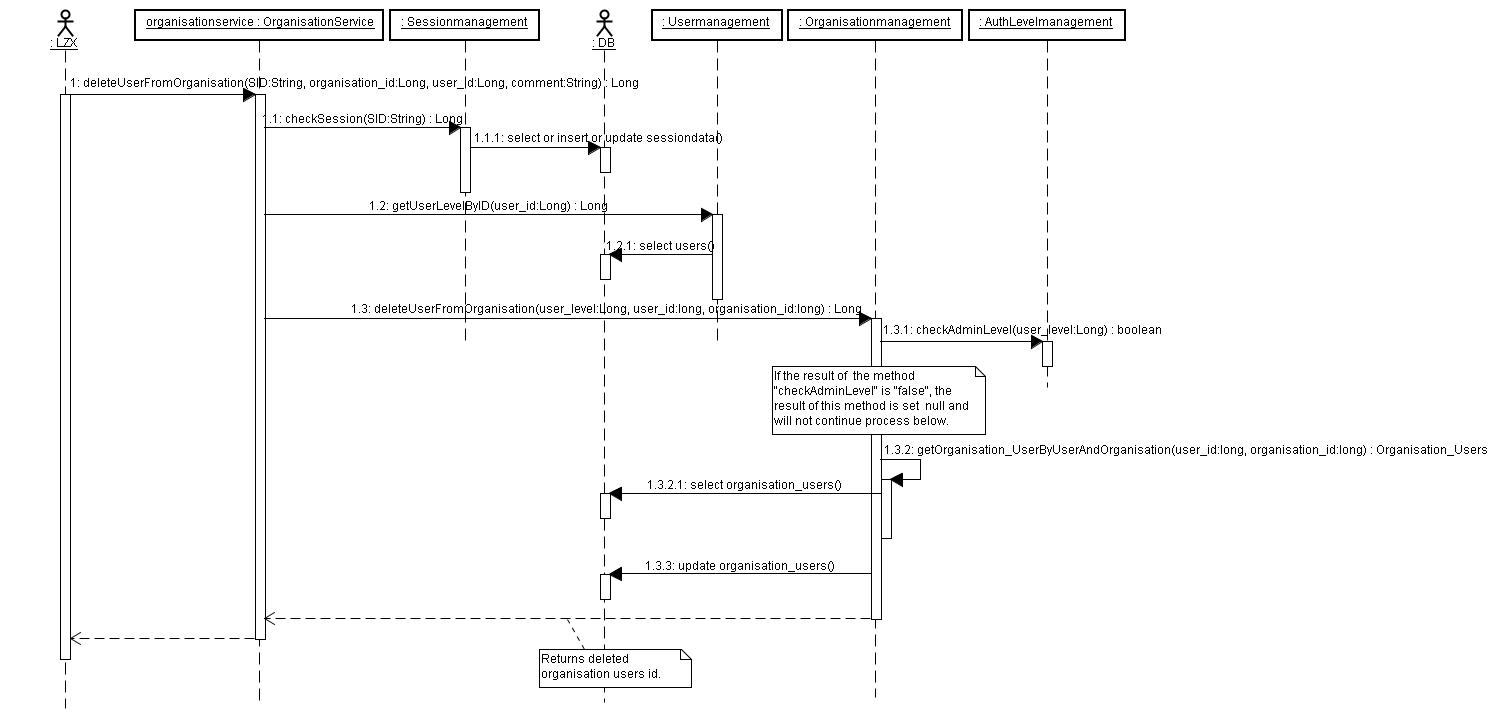 organisationservice : OrganisationService
: Sessionmanagement
: Usermanagement
: Organisationmanagement
: AuthLevelmanagement
: LZX
: DB
1: deleteUserFromOrganisation(SID:String, organisation_id:Long, user_id:Long, comment:String) : Long
1.1: checkSession(SID:String) : Long
1.1.1: select or insert or update sessiondata()
1.2: getUserLevelByID(user_id:Long) : Long
1.2.1: select users()
1.3: deleteUserFromOrganisation(user_level:Long, user_id:long, organisation_id:long) : Long
1.3.1: checkAdminLevel(user_level:Long) : boolean
If the result of the method
"checkAdminLevel" is "false", the
result of this method is set null and
will not continue process below.
1.3.2: getOrganisation_UserByUserAndOrganisation(user_id:long, organisation_id:long) : Organisation_Users
1.3.2.1: select organisation_users()
1.3.3: update organisation_users()
Returns deleted
organisation users id.